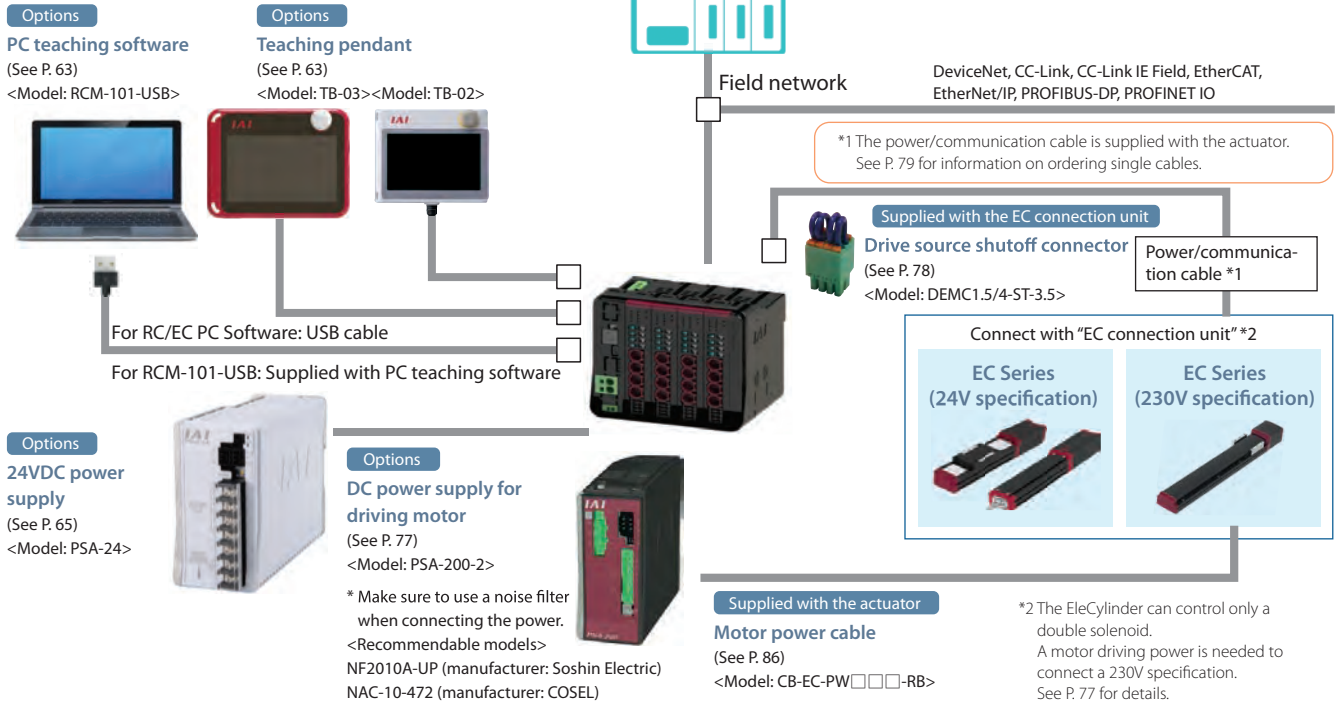 Options
PC teaching software
(See P. 63)
<Model: RCM-101-USB>
Options
Teaching pendant
(See P. 63)
<Model: TB-03><Model: TB-02>
IAI
IAI
Field network
DeviceNet, CC-Link, CC-Link IE Field, EtherCAT,
EtherNet/IP, PROFIBUS-DP, PROFINET IO
*1 The power/communication cable is supplied with the actuator.
See P. 79 for information on ordering single cables.
Supplied with the EC connection unit
Drive source shutoff connector
(See P. 78)
<Model: DEMC1.5/4-ST-3.5>
Power/communica-
tion cable *1
For RC/EC PC Software: USB cable
For RCM-101-USB: Supplied with PC teaching software
IAI
Connect with “EC connection unit” *2
EC Series
(24V specification)
EC Series
(230V specification)
Options
24VDC power
supply
(See P. 65)
<Model: PSA-24>
IAI
IAI
Options
DC power supply for
driving motor
(See P. 77)
<Model: PSA-200-2>
* Make sure to use a noise filter
when connecting the power.
<Recommendable models>
NF2010A-UP (manufacturer: Soshin Electric)
NAC-10-472 (manufacturer: COSEL)
IAI
Supplied with the actuator
Motor power cable
(See P. 86)
<Model: CB-EC-PW□□□-RB>
*2 The EleCylinder can control only a
double solenoid.
A motor driving power is needed to
connect a 230V specification.
See P. 77 for details.